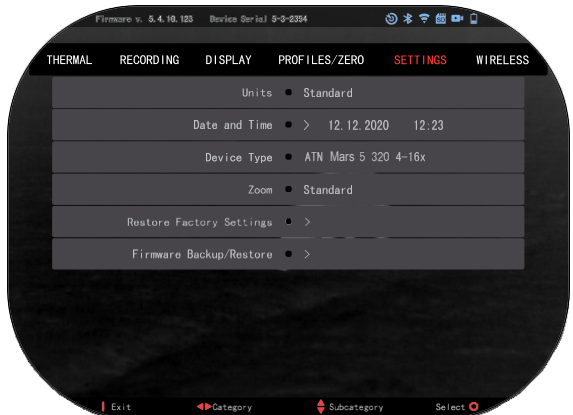 Firmware v. 5.4.10.123 Device Serial 5-3-2354
THERMAL RECORDING DISPLAY PROFILES/ZERO SETTINGS WIRELESS
Units Standard
Date and Time > 12.12.2020 12:23
Device Type ATN Mars 5 320 4-16x
Zoom Standard
Restore Factory Settings >
Firmware Backup/Restore >
Exit Category Subcategory Select